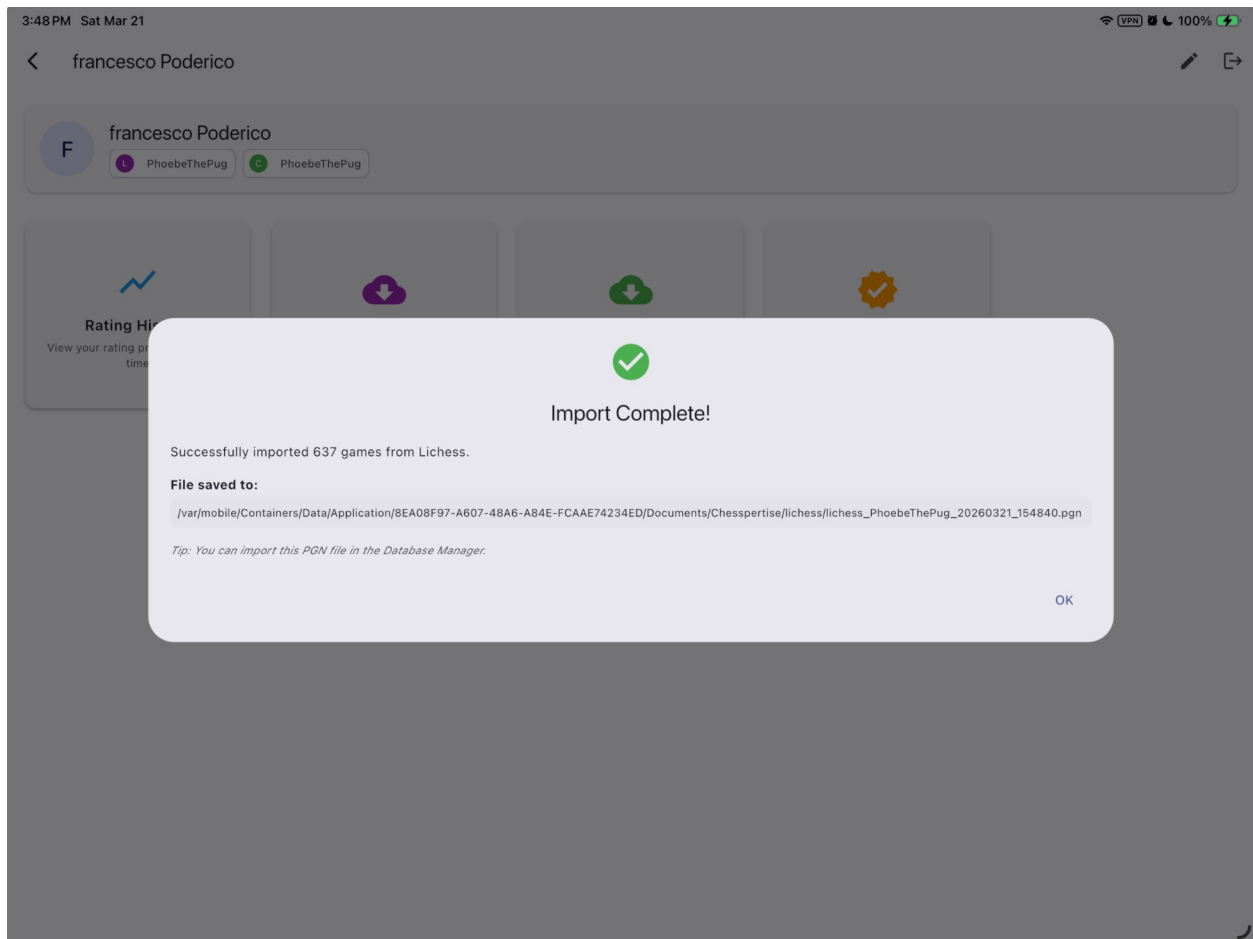 3:48 PM Sat Mar 21
VPN 100%
francesco Poderico
F
francesco Poderico
L PhoebeThePug C PhoebeThePug
Rating His
View your rating pr
time
Import Complete!
Successfully imported 637 games from Lichess.
File saved to:
/var/mobile/Containers/Data/Application/8EA08F97-A607-48A6-A84E-FCAAE74234ED/Documents/Chesspertise/lichess/lichess_PhoebeThePug_20260321_154840.pgn
Tip: You can import this PGN file in the Database Manager.
OK